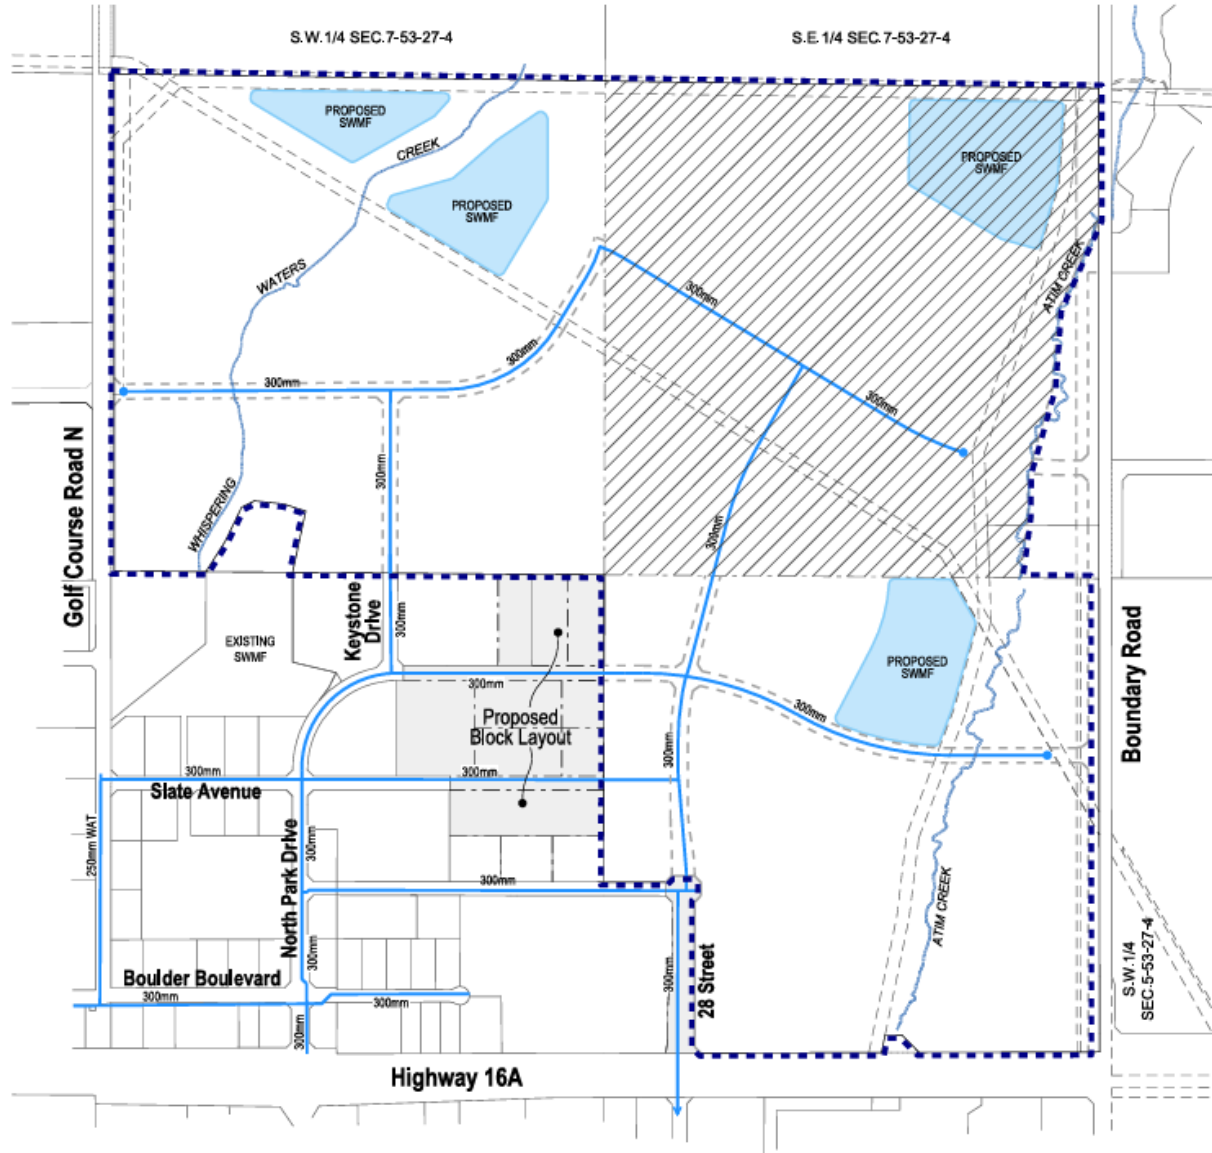 S.W.1/4 SEC.7-53-27-4
S.E.1/4 SEC.7-53-27-4
PROPOSED
SWMF
CREEK
PROPOSED
SWMF
PROPOSED
SWMF
WATERS
ATIM CREEK
300mm
300mm
300mm
300mm
300mm
WHISPERING
300mm
Golf Course Road N
Keystone
Drive
300mm
EXISTING
SWMF
PROPOSED
SWMF
Boundary Road
300mm
300mm
Proposed
Block Layout
300mm
300mm
300mm
Slate Avenue
250mm WAT
North Park Drive
300mm
300mm
ATIM CREEK
300mm
Boulder Boulevard
300mm
300mm
300mm
300mm
28 Street
S.W.1/4
SEC.5-53-27-4
Highway 16A